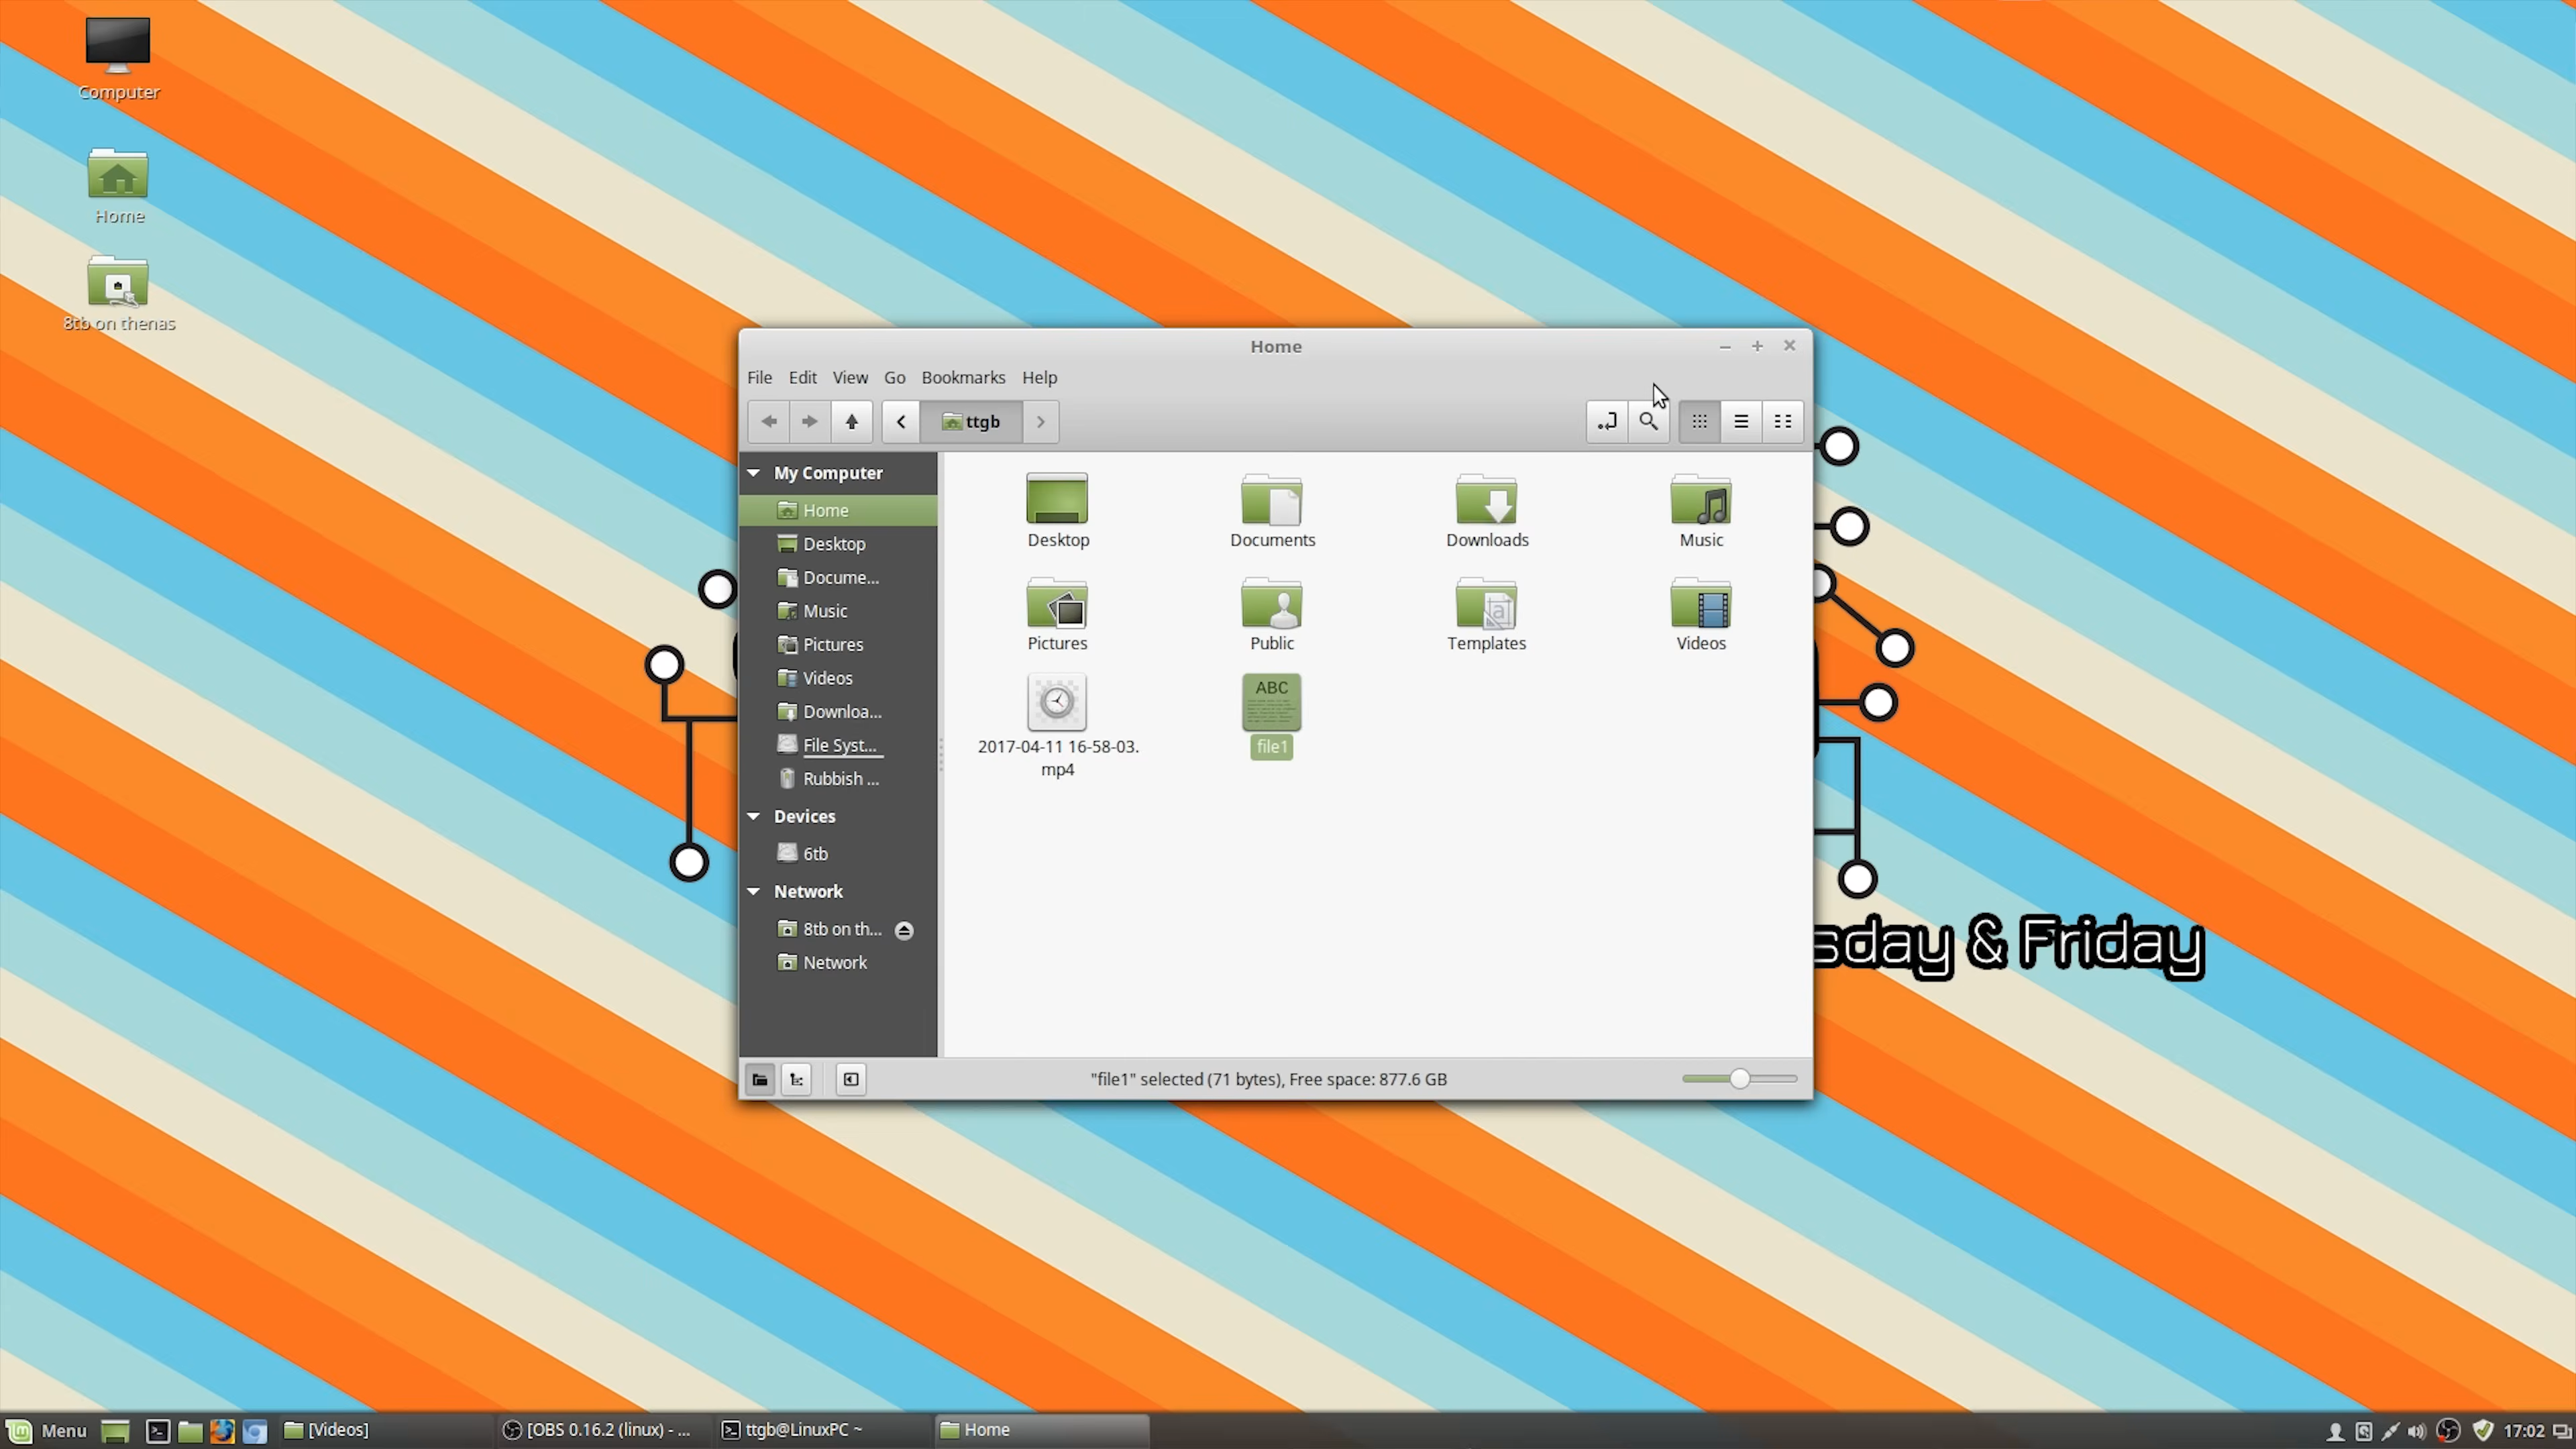 Computer
Home
8tb on thenas
Home
File Edit View Go Bookmarks Help
ttgb
My Computer
Home
Desktop
Docume...
Music
Pictures
Videos
Downloa...
File Syst...
Rubbish ...
Devices
6tb
Network
8tb on th...
Network
Desktop
Documents
Downloads
Music
Pictures
Public
Templates
Videos
2017-04-11 16-58-03.
mp4
ABC
file1
"file1" selected (71 bytes), Free space: 877.6 GB
sday & Friday
Menu
[Videos]
[OBS 0.16.2 (linux) - ...
ttgb@LinuxPC ~
Home
17:02